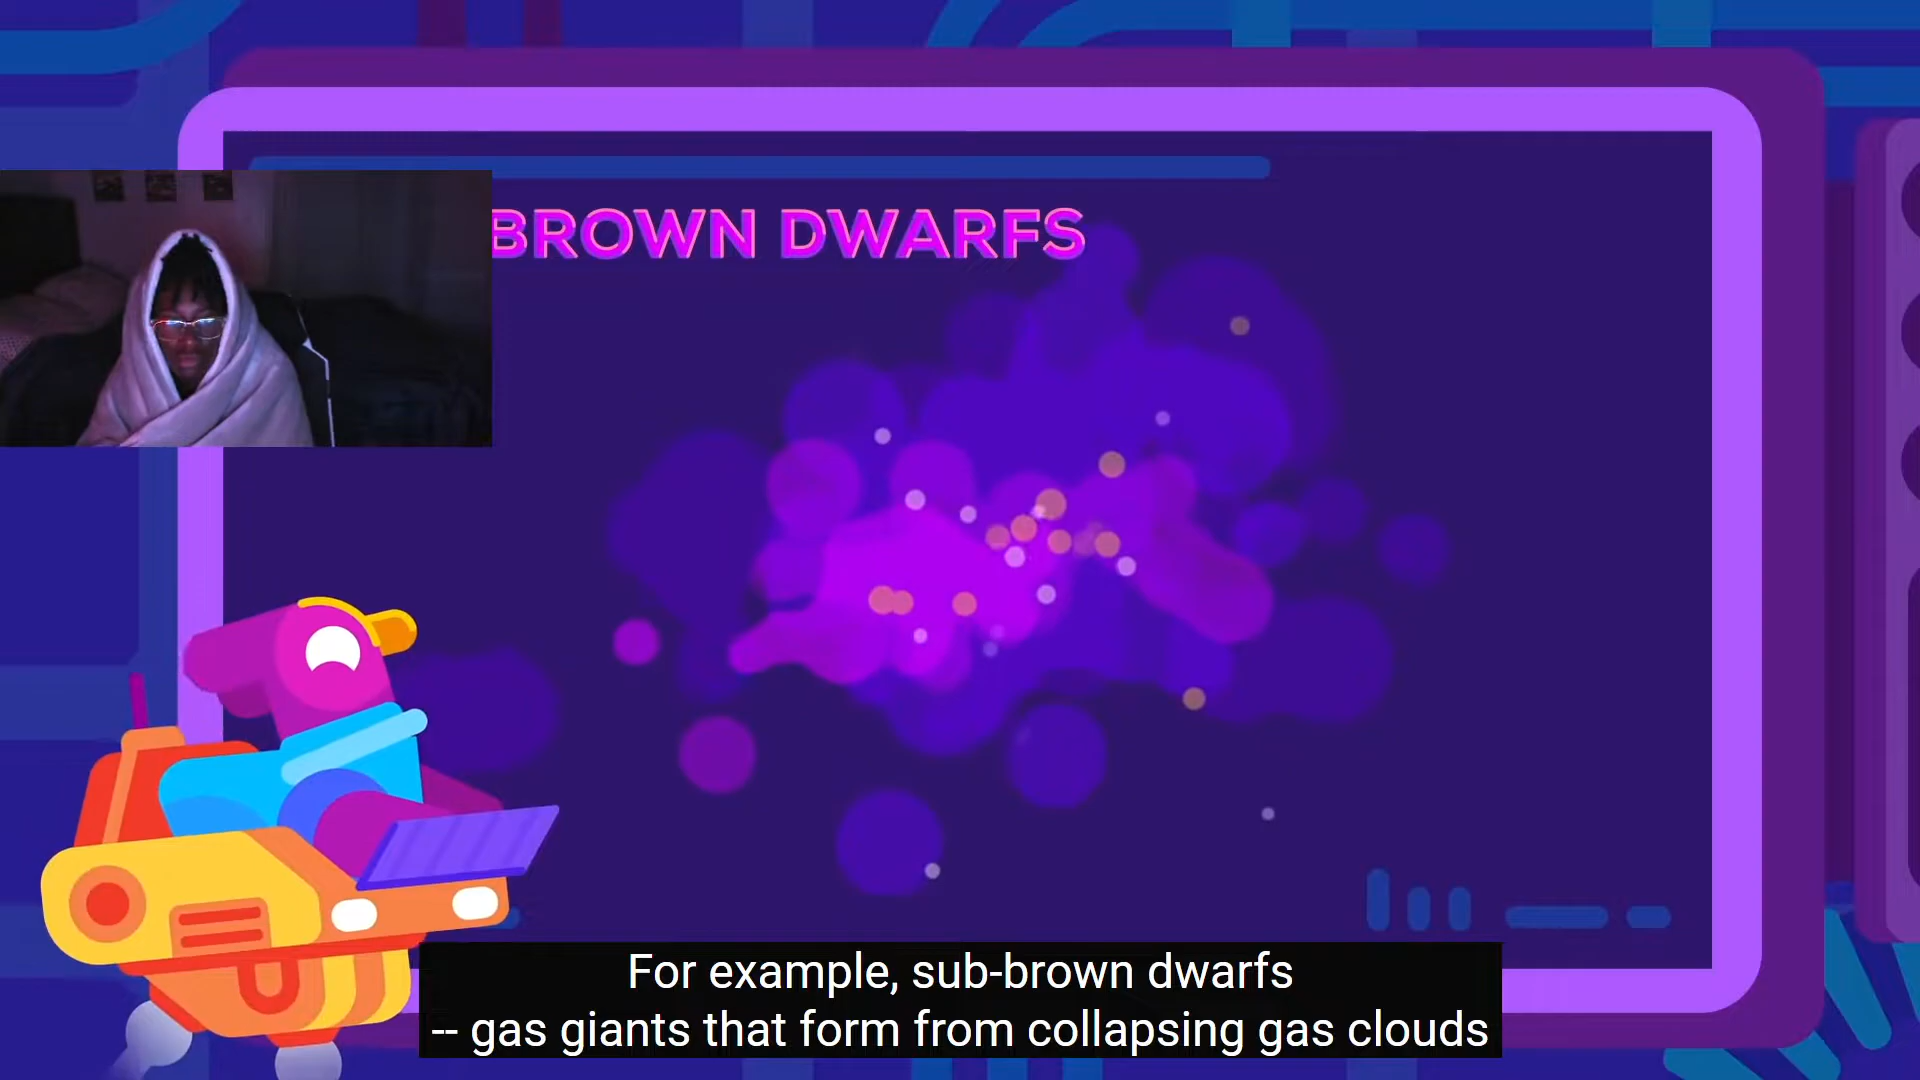 BROWN DWARFS
For example, sub-brown dwarfs
-- gas giants that form from collapsing gas clouds